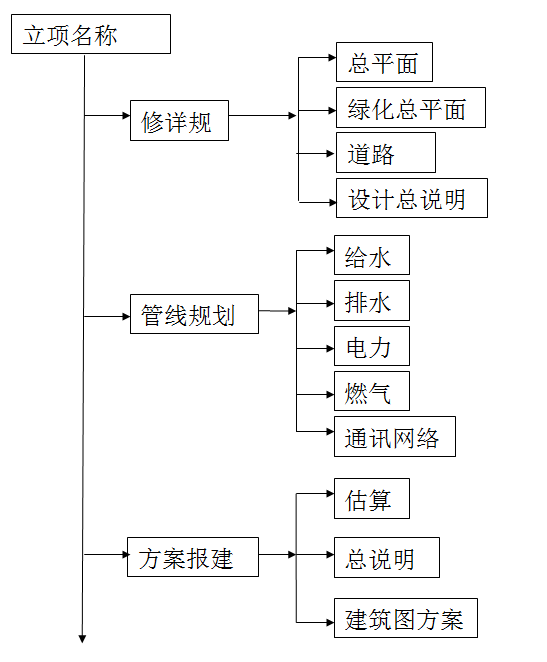 立项名称
修详规
总平面
绿化总平面
道路
设计总说明
管线规划
给水
排水
电力
燃气
通讯网络
方案报建
估算
总说明
建筑图方案